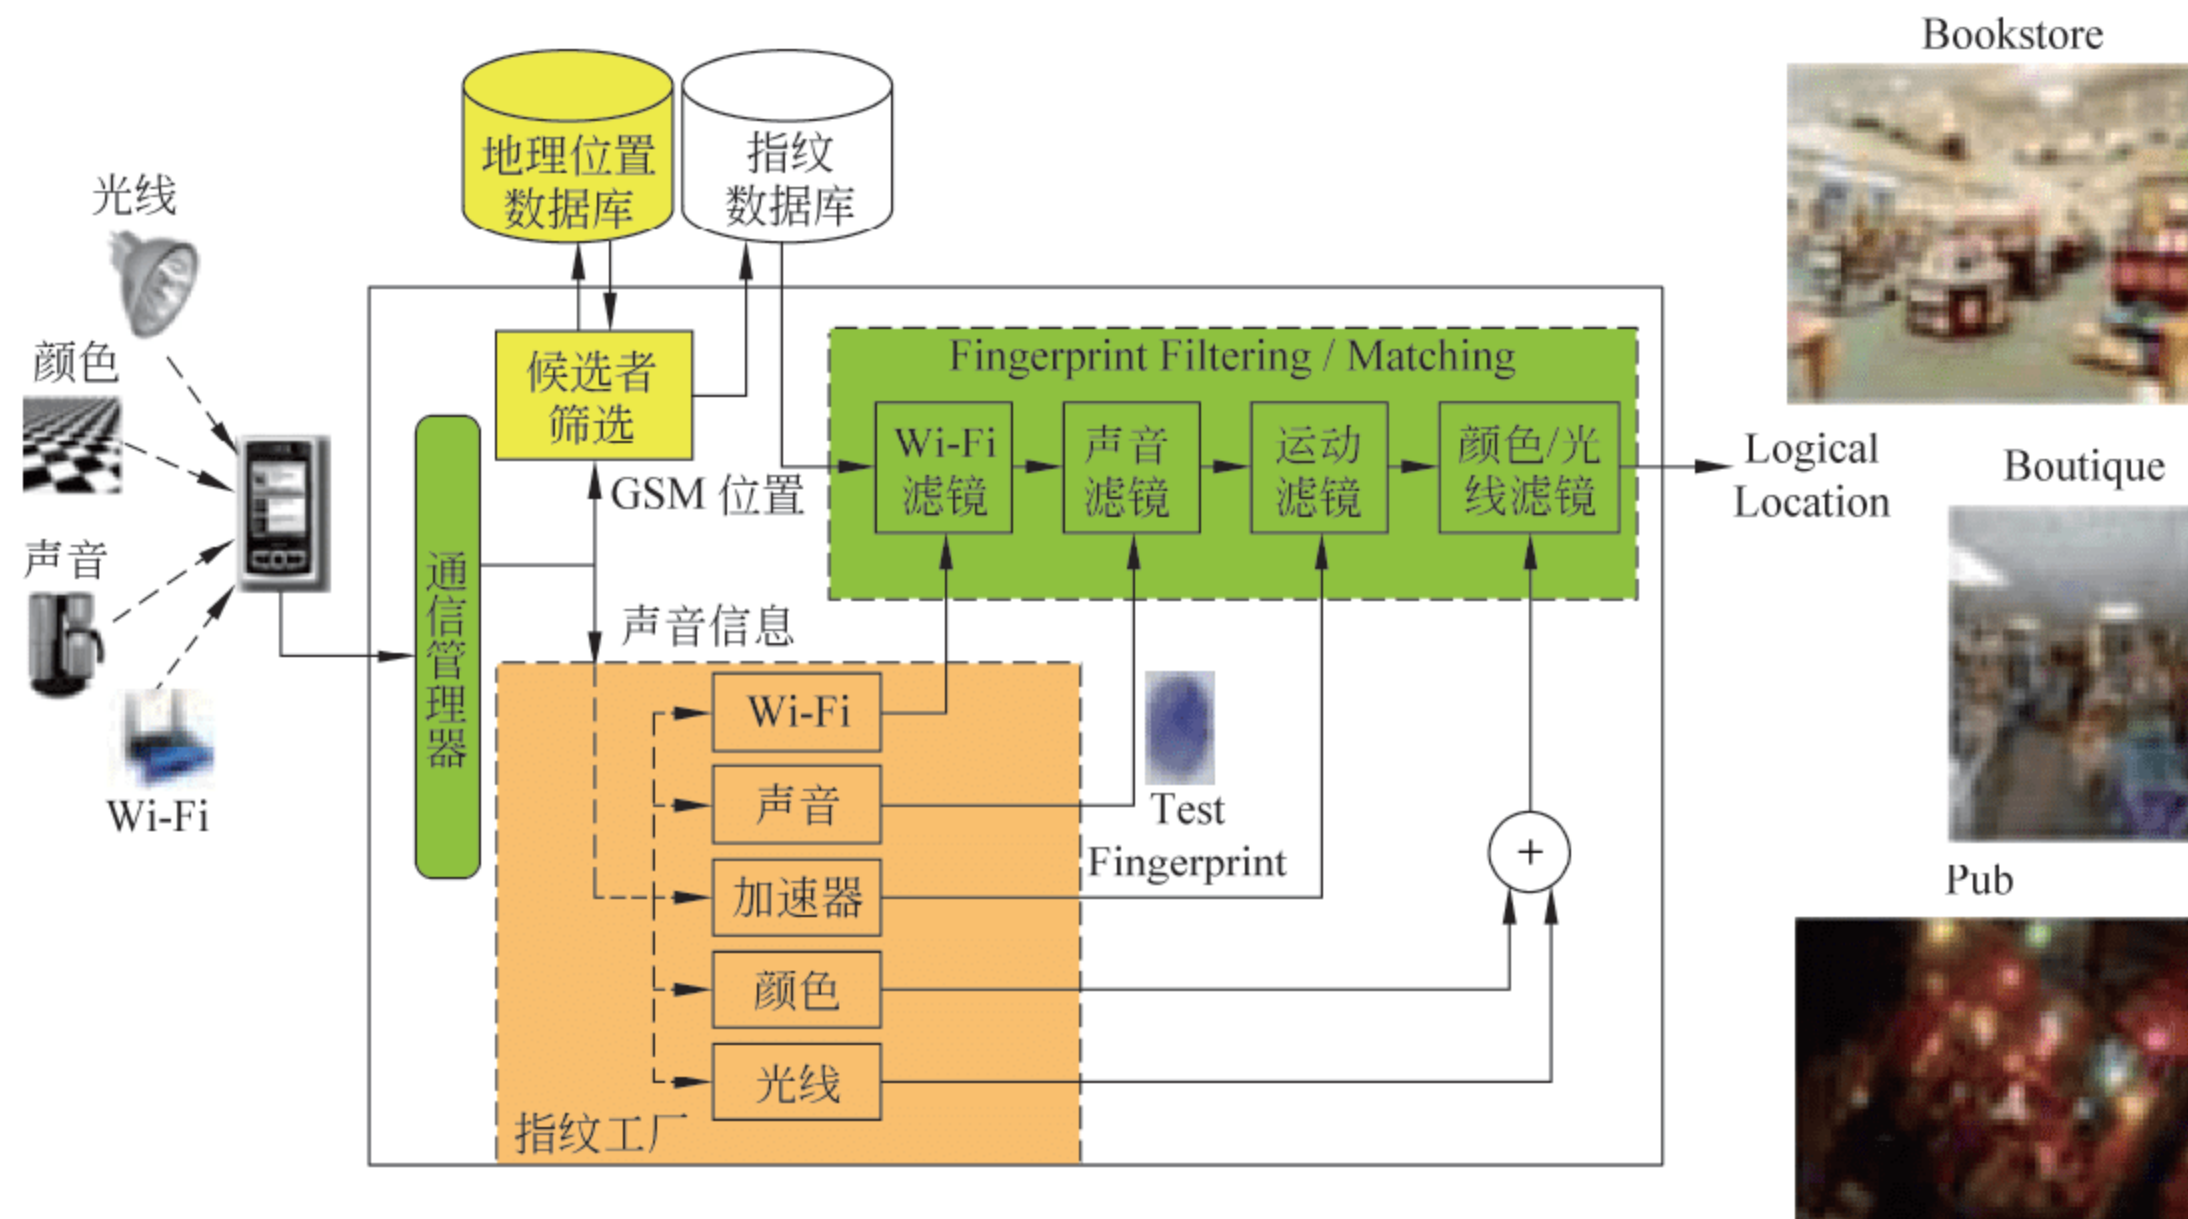 Bookstore
地理位置
数据库
指纹
数据库
光线
颜色
声音
Wi-Fi
候选者
筛选
GSM 位置
通信管理器
声音信息
Fingerprint Filtering / Matching
Wi-Fi
滤镜
声音
滤镜
运动
滤镜
颜色/光
线滤镜
Logical
Location
Boutique
Wi-Fi
声音
加速器
颜色
光线
指纹工厂
Test
Fingerprint
+
Pub